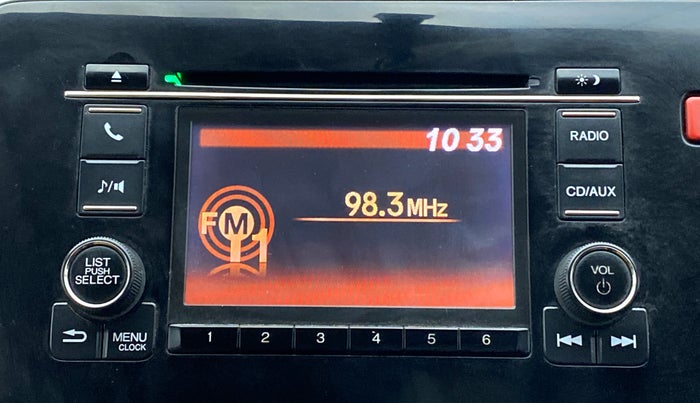 10 33
RADIO
CD/AUX
98.3 MHz
FM 1
LIST
PUSH
SELECT
VOL
MENU
CLOCK
1 2 3 4 5 6